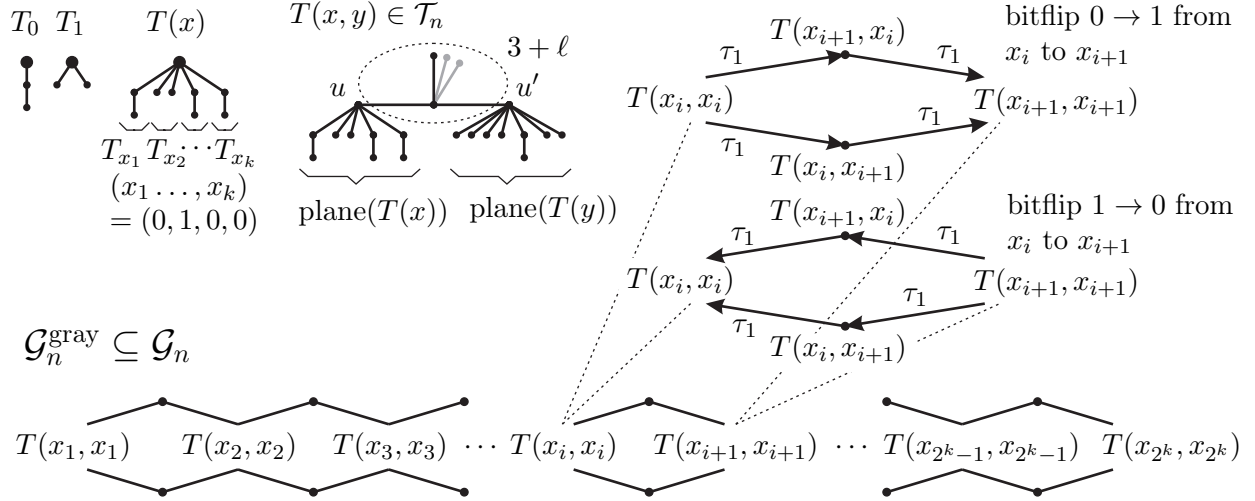 T_0 T_1 T(x)
T_{x_1} T_{x_2} ⋯ T_{x_k}
(x_1 …, x_k)
= (0, 1, 0, 0)
T(x, y) ∈ 𝒯_n
3 + ℓ
u u′
plane(T(x)) plane(T(y))
bitflip 0 → 1 from
x_i to x_{i+1}
T(x_{i+1}, x_i)
τ_1 τ_1
T(x_i, x_i) T(x_{i+1}, x_{i+1})
τ_1 τ_1
T(x_i, x_{i+1})
bitflip 1 → 0 from
x_i to x_{i+1}
T(x_{i+1}, x_i)
τ_1 τ_1
T(x_i, x_i) T(x_{i+1}, x_{i+1})
τ_1 τ_1
T(x_i, x_{i+1})
𝒢_n^{gray} ⊆ 𝒢_n
T(x_1, x_1) T(x_2, x_2) T(x_3, x_3) ⋯ T(x_i, x_i) T(x_{i+1}, x_{i+1}) ⋯ T(x_{2^k−1}, x_{2^k−1}) T(x_{2^k}, x_{2^k})